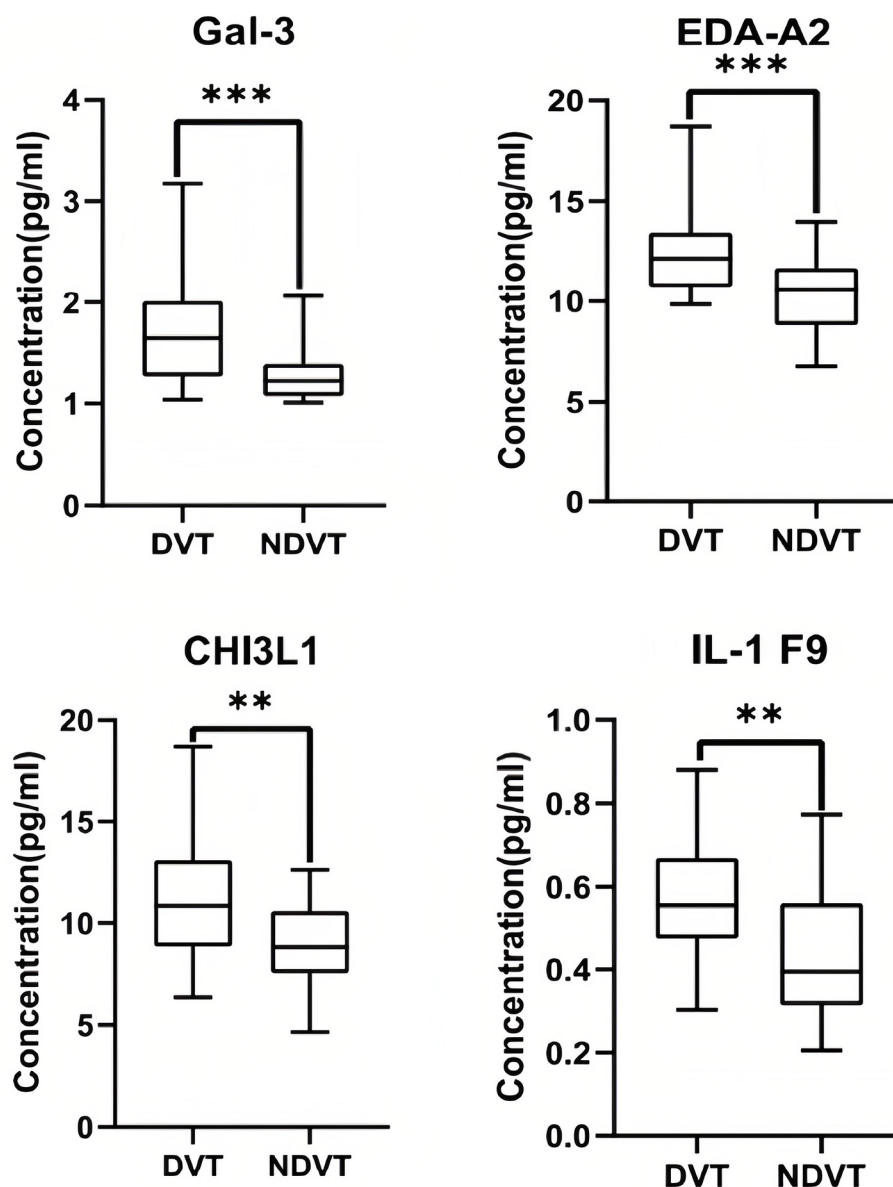 Gal-3
***
Concentration(pg/ml)
4
3
2
1
0
DVT NDVT
EDA-A2
***
Concentration(pg/ml)
20
15
10
5
0
DVT NDVT
CHI3L1
**
Concentration(pg/ml)
20
15
10
5
0
DVT NDVT
IL-1 F9
**
Concentration(pg/ml)
1.0
0.8
0.6
0.4
0.2
0.0
DVT NDVT